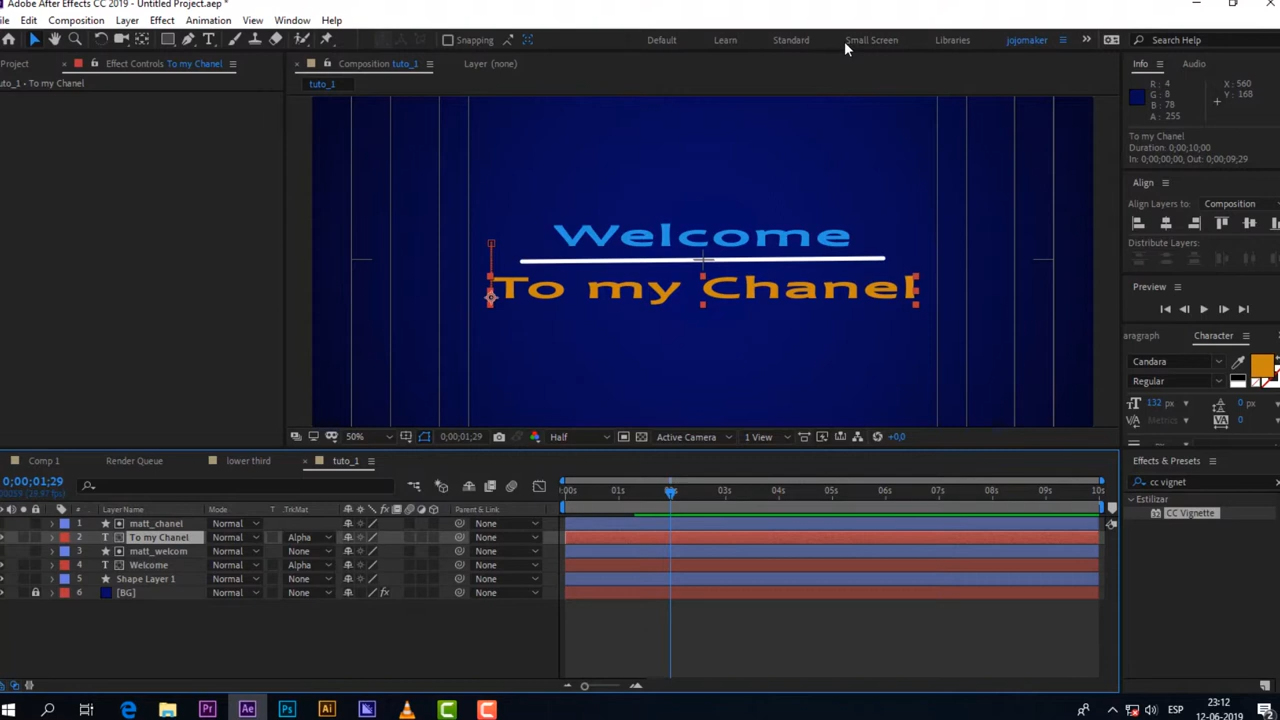 Adobe After Effects CC 2019 - Untitled Project.aep *
Edit Composition Layer Effect Animation View Window Help
Snapping Default Learn Standard Small Screen Libraries jojomaker Search Help
Project Effect Controls To my Chanel Composition tuto_1 Layer (none) Info Audio
To my Chanel
tuto_1
R: 4
G: 8
B: 78
A: 255
X: 560
Y: 168
To my Chanel
Duration: 0;00;10;00
In: 0;00;00;00, Out: 0;00;09;29
Align
Align Layers to: Composition
Distribute Layers:
Welcome
To my Chanel
Preview
aragraph Character
Candara
Regular
132 px 0 px
Metrics 0
50% 0;00;01;29 Half Active Camera 1 View +0,0
Comp 1 Render Queue lower third tuto_1
Effects & Presets
cc vignet
Estilizar
CC Vignette
0;00;01;29
00s 01s 02s 03s 04s 05s 06s 07s 08s 09s 10s
# Layer Name Mode T .TrkMat Parent & Link
1 matt_chanel Normal None
2 To my Chanel Normal Alpha None
3 matt_welcom Normal None None
4 Welcome Normal Alpha None
5 Shape Layer 1 Normal None None
6 [BG] Normal None None
ESP 23:12
12-06-2019